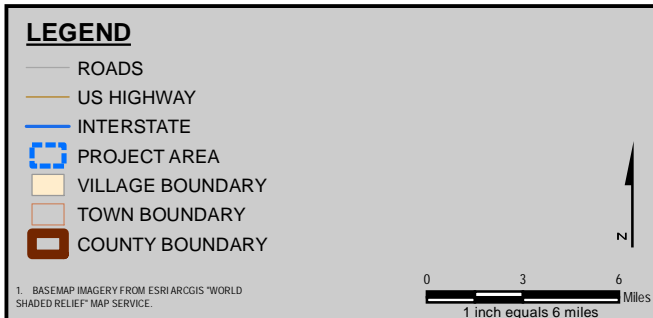 LEGEND
ROADS
US HIGHWAY
INTERSTATE
PROJECT AREA
VILLAGE BOUNDARY
TOWN BOUNDARY
COUNTY BOUNDARY
1. BASEMAP IMAGERY FROM ESRI ARCGIS "WORLD
SHADED RELIEF" MAP SERVICE.
N
0 3 6
Miles
1 inch equals 6 miles